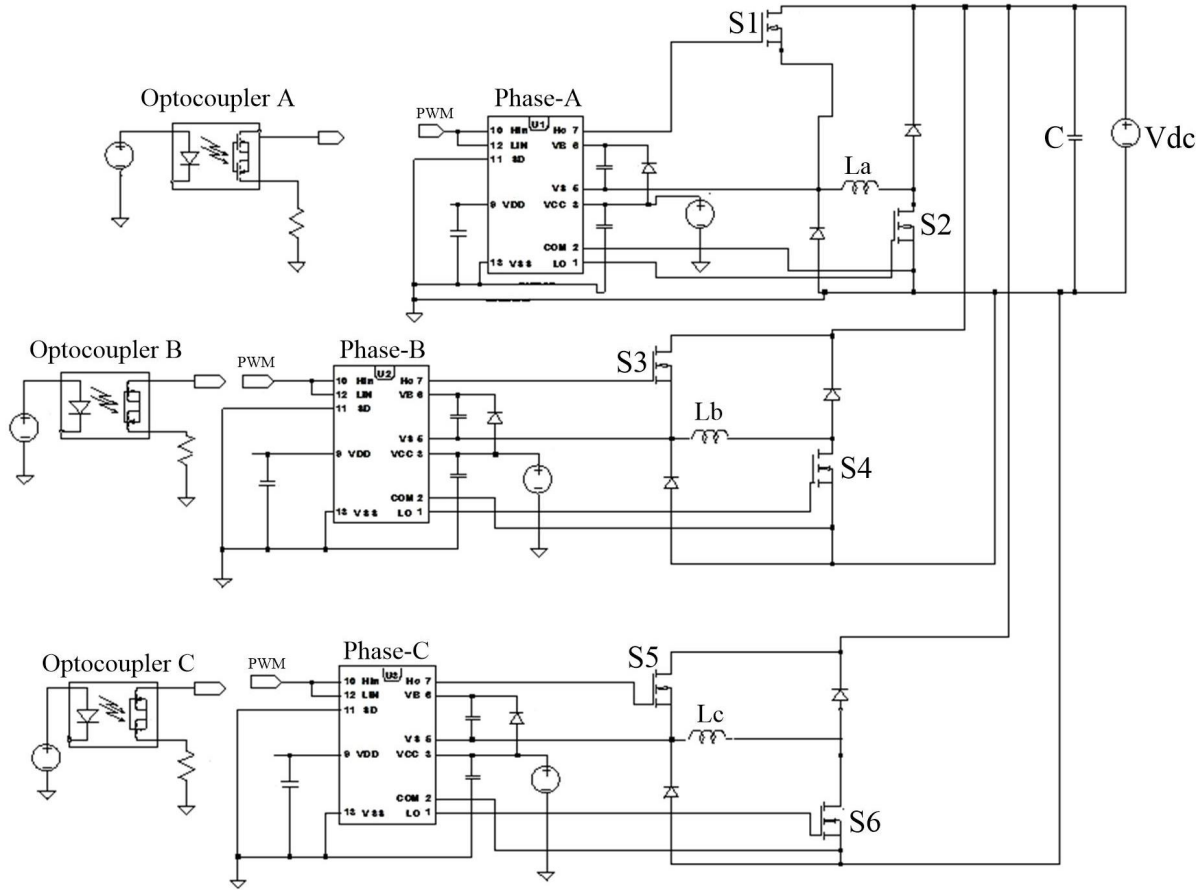 S1
Optocoupler A
Phase-A
PWM
U1
10 Hin Ho 7
12 LIN VB 6
11 SD
C
Vdc
La
VS 5
9 VDD VCC 3
S2
COM 2
13 VSS LO 1
Optocoupler B
PWM
Phase-B
S3
U2
10 Hin Ho 7
12 LIN VB 6
11 SD
Lb
VS 5
9 VDD VCC 3
S4
COM 2
13 VSS LO 1
Optocoupler C
PWM
Phase-C
S5
U3
10 Hin Ho 7
12 LIN VB 6
11 SD
Lc
VS 5
9 VDD VCC 3
COM 2
13 VSS LO 1
S6